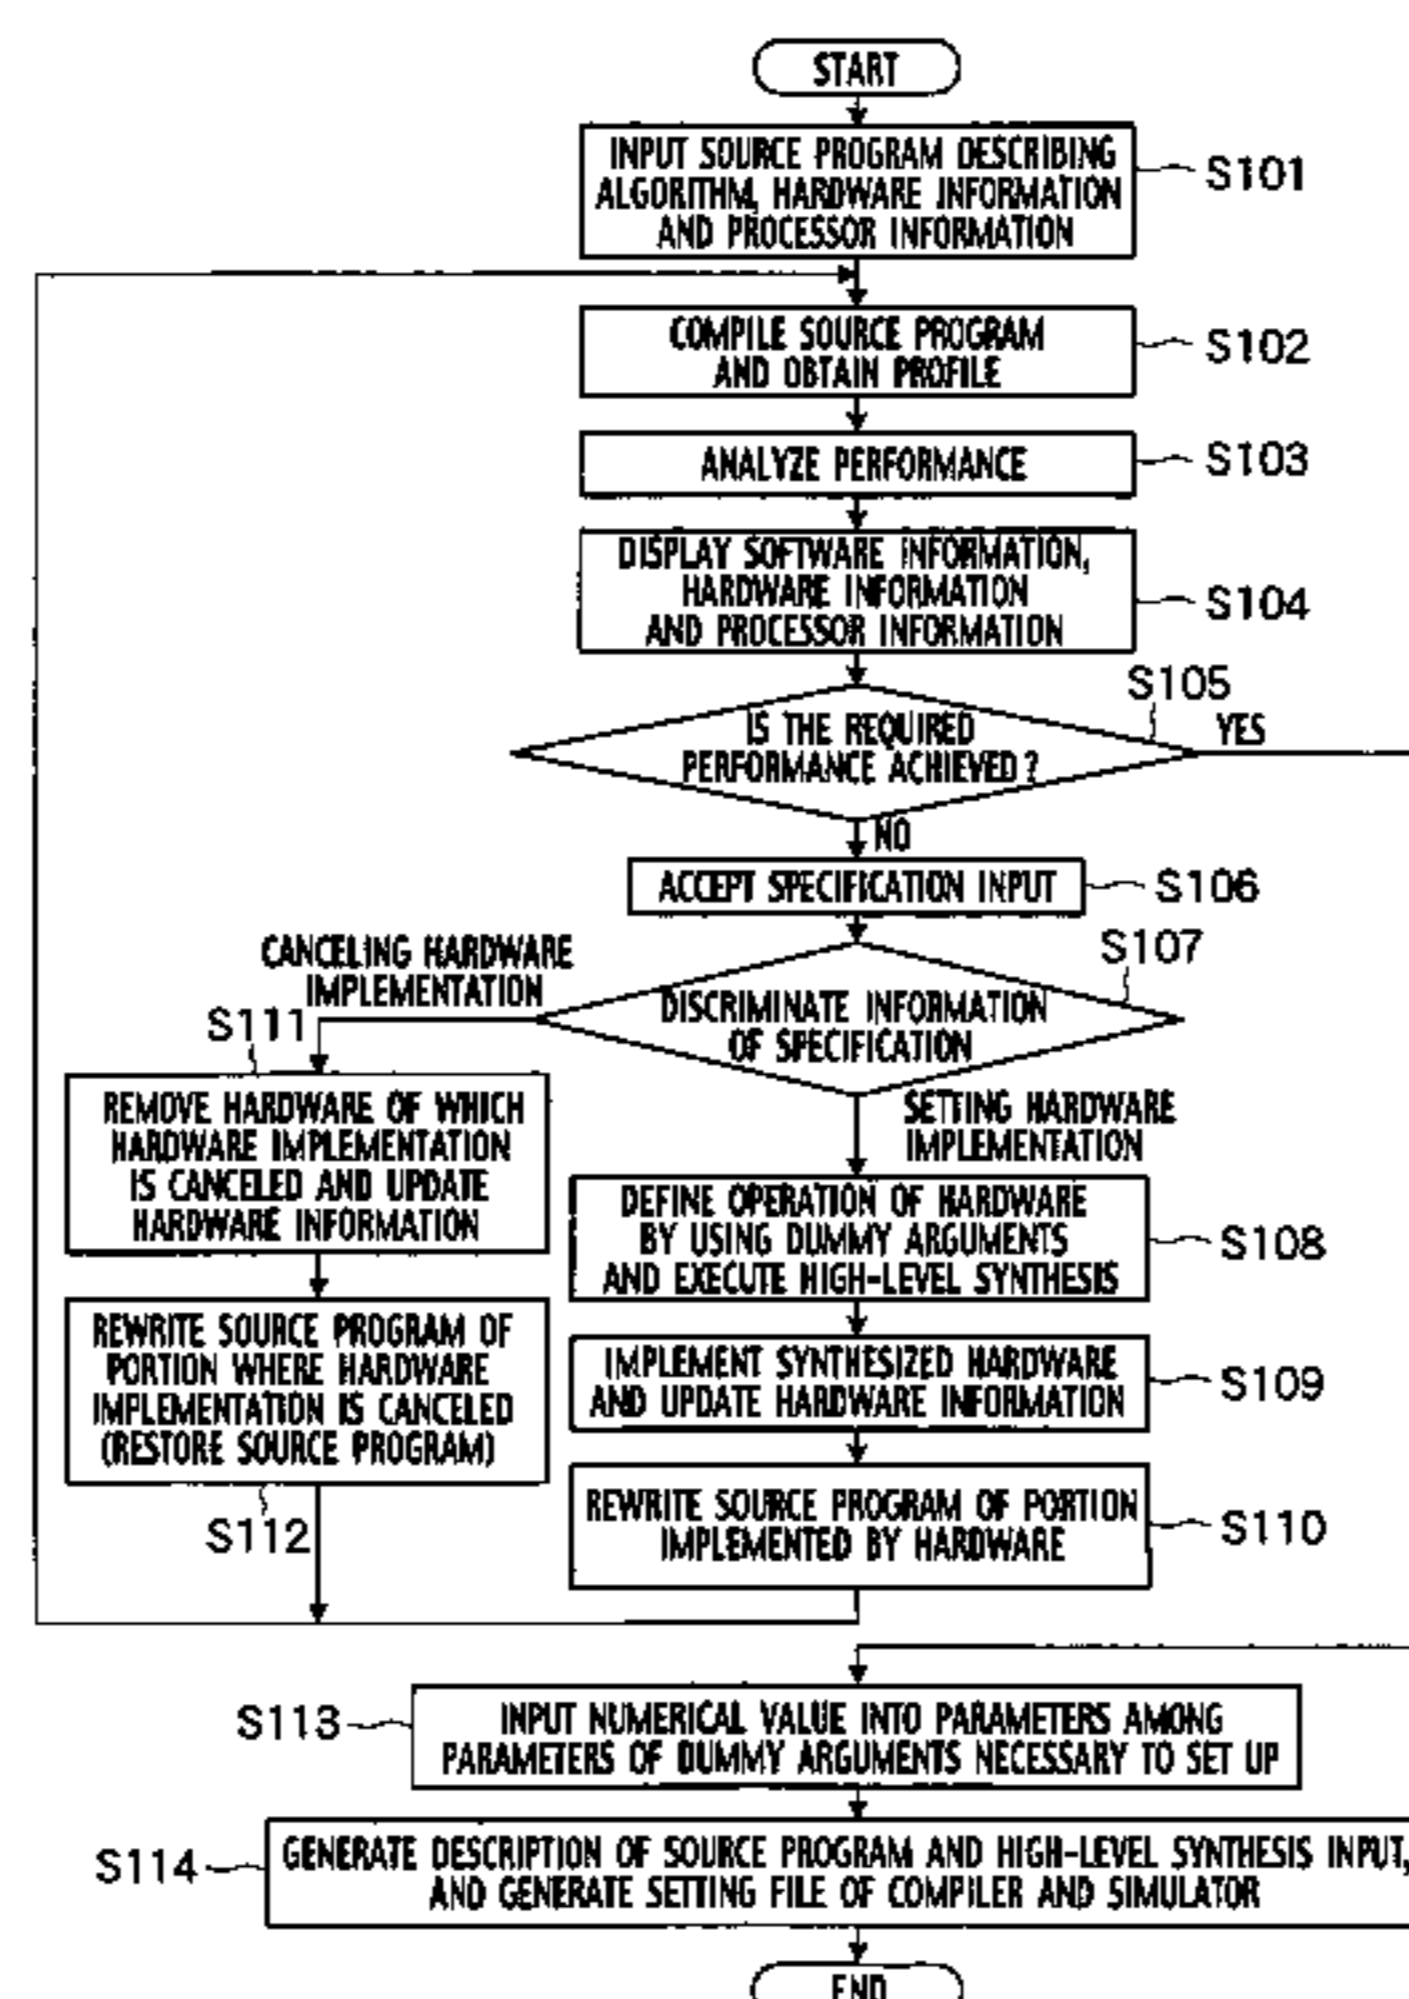 START
INPUT SOURCE PROGRAM DESCRIBING
ALGORITHM, HARDWARE INFORMATION
AND PROCESSOR INFORMATION
S101
COMPILE SOURCE PROGRAM
AND OBTAIN PROFILE
S102
ANALYZE PERFORMANCE
S103
DISPLAY SOFTWARE INFORMATION,
HARDWARE INFORMATION
AND PROCESSOR INFORMATION
S104
S105
IS THE REQUIRED
PERFORMANCE ACHIEVED?
YES
NO
ACCEPT SPECIFICATION INPUT
S106
S107
DISCRIMINATE INFORMATION
OF SPECIFICATION
CANCELING HARDWARE
IMPLEMENTATION
S111
REMOVE HARDWARE OF WHICH
HARDWARE IMPLEMENTATION
IS CANCELED AND UPDATE
HARDWARE INFORMATION
REWRITE SOURCE PROGRAM OF
PORTION WHERE HARDWARE
IMPLEMENTATION IS CANCELED
(RESTORE SOURCE PROGRAM)
S112
SETTING HARDWARE
IMPLEMENTATION
DEFINE OPERATION OF HARDWARE
BY USING DUMMY ARGUMENTS
AND EXECUTE HIGH-LEVEL SYNTHESIS
S108
IMPLEMENT SYNTHESIZED HARDWARE
AND UPDATE HARDWARE INFORMATION
S109
REWRITE SOURCE PROGRAM OF PORTION
IMPLEMENTED BY HARDWARE
S110
S113
INPUT NUMERICAL VALUE INTO PARAMETERS AMONG
PARAMETERS OF DUMMY ARGUMENTS NECESSARY TO SET UP
S114
GENERATE DESCRIPTION OF SOURCE PROGRAM AND HIGH-LEVEL SYNTHESIS INPUT,
AND GENERATE SETTING FILE OF COMPILER AND SIMULATOR
END